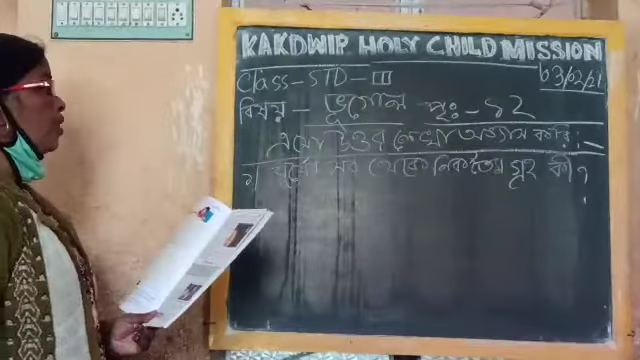 KAKDWIP HOLY CHILD MISSION
Class - STD - III
03/02/21
বিষয় - ভূগোল পৃঃ - ১২
এসো উত্তর লেখা অভ্যাস করি :-
১৷ সূর্যের সব থেকে নিকটতম গ্রহ কী?